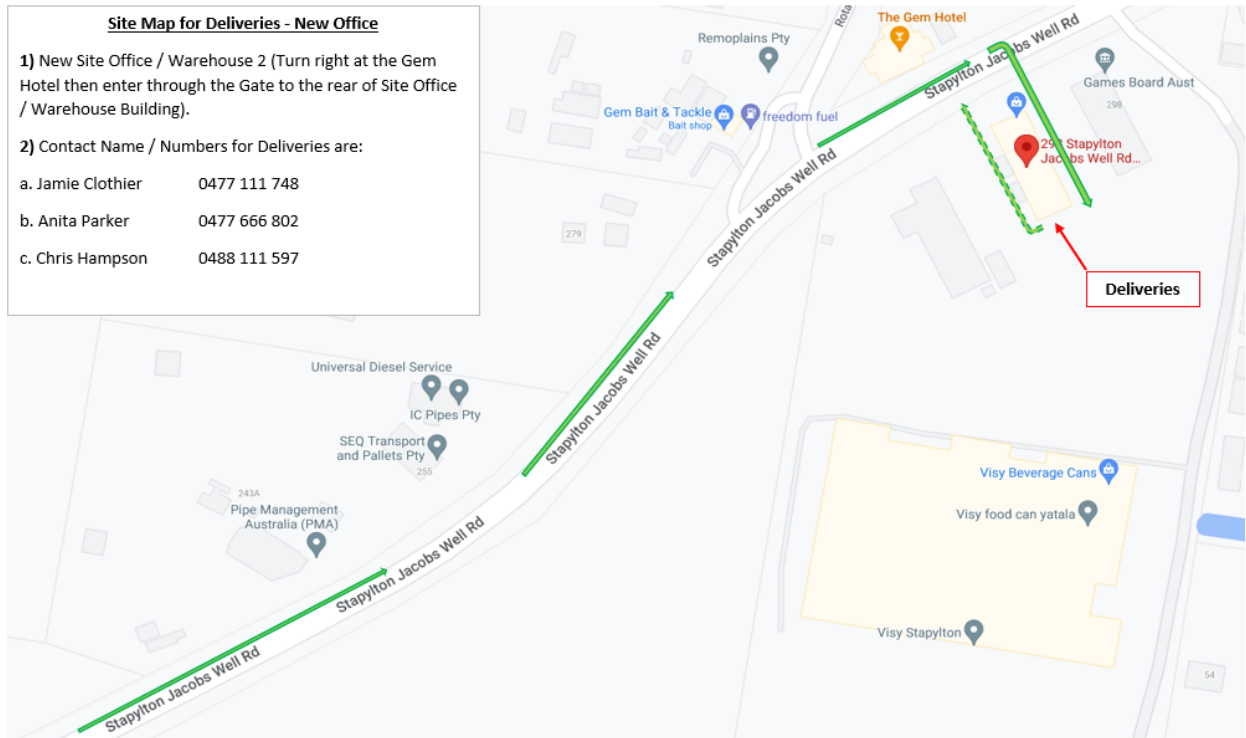 Site Map for Deliveries - New Office
1) New Site Office / Warehouse 2 (Turn right at the Gem
Hotel then enter through the Gate to the rear of Site Office
/ Warehouse Building).
2) Contact Name / Numbers for Deliveries are:
a. Jamie Clothier 0477 111 748
b. Anita Parker 0477 666 802
c. Chris Hampson 0488 111 597
The Gem Hotel
Remoplains Pty
Rota
Stapylton Jacobs Well Rd
Games Board Aust
298
Gem Bait & Tackle
Bait shop
freedom fuel
Stapylton
Jacobs Well Rd...
Stapylton Jacobs Well Rd
279
Stapylton Jacobs Well Rd
Deliveries
Universal Diesel Service
IC Pipes Pty
SEQ Transport
and Pallets Pty
255
Stapylton Jacobs Well Rd
243A
Pipe Management
Australia (PMA)
Visy Beverage Cans
Visy food can yatala
Stapylton Jacobs Well Rd
Visy Stapylton
Stapylton Jacobs Well Rd
54